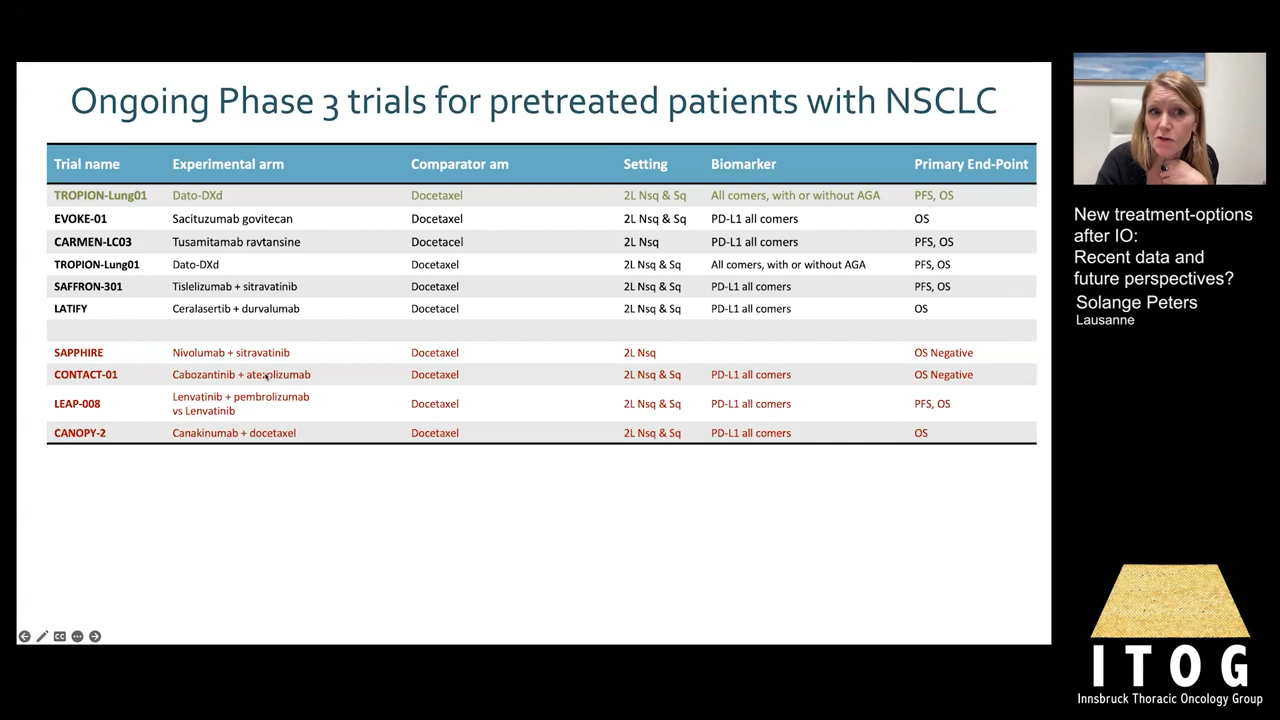 Ongoing Phase 3 trials for pretreated patients with NSCLC
Trial name Experimental arm Comparator am Setting Biomarker Primary End-Point
TROPION-Lung01 Dato-DXd Docetaxel 2L Nsq & Sq All comers, with or without AGA PFS, OS
EVOKE-01 Sacituzumab govitecan Docetaxel 2L Nsq & Sq PD-L1 all comers OS
CARMEN-LC03 Tusamitamab ravtansine Docetacel 2L Nsq PD-L1 all comers PFS, OS
TROPION-Lung01 Dato-DXd Docetaxel 2L Nsq & Sq All comers, with or without AGA PFS, OS
SAFFRON-301 Tislelizumab + sitravatinib Docetaxel 2L Nsq & Sq PD-L1 all comers PFS, OS
LATIFY Ceralasertib + durvalumab Docetacel 2L Nsq & Sq PD-L1 all comers OS
SAPPHIRE Nivolumab + sitravatinib Docetaxel 2L Nsq OS Negative
CONTACT-01 Cabozantinib + atezolizumab Docetaxel 2L Nsq & Sq PD-L1 all comers OS Negative
LEAP-008 Lenvatinib + pembrolizumab
vs Lenvatinib Docetaxel 2L Nsq & Sq PD-L1 all comers PFS, OS
CANOPY-2 Canakinumab + docetaxel Docetaxel 2L Nsq & Sq PD-L1 all comers OS
New treatment-options
after IO:
Recent data and
future perspectives?
Solange Peters
Lausanne
ITOG
Innsbruck Thoracic Oncology Group